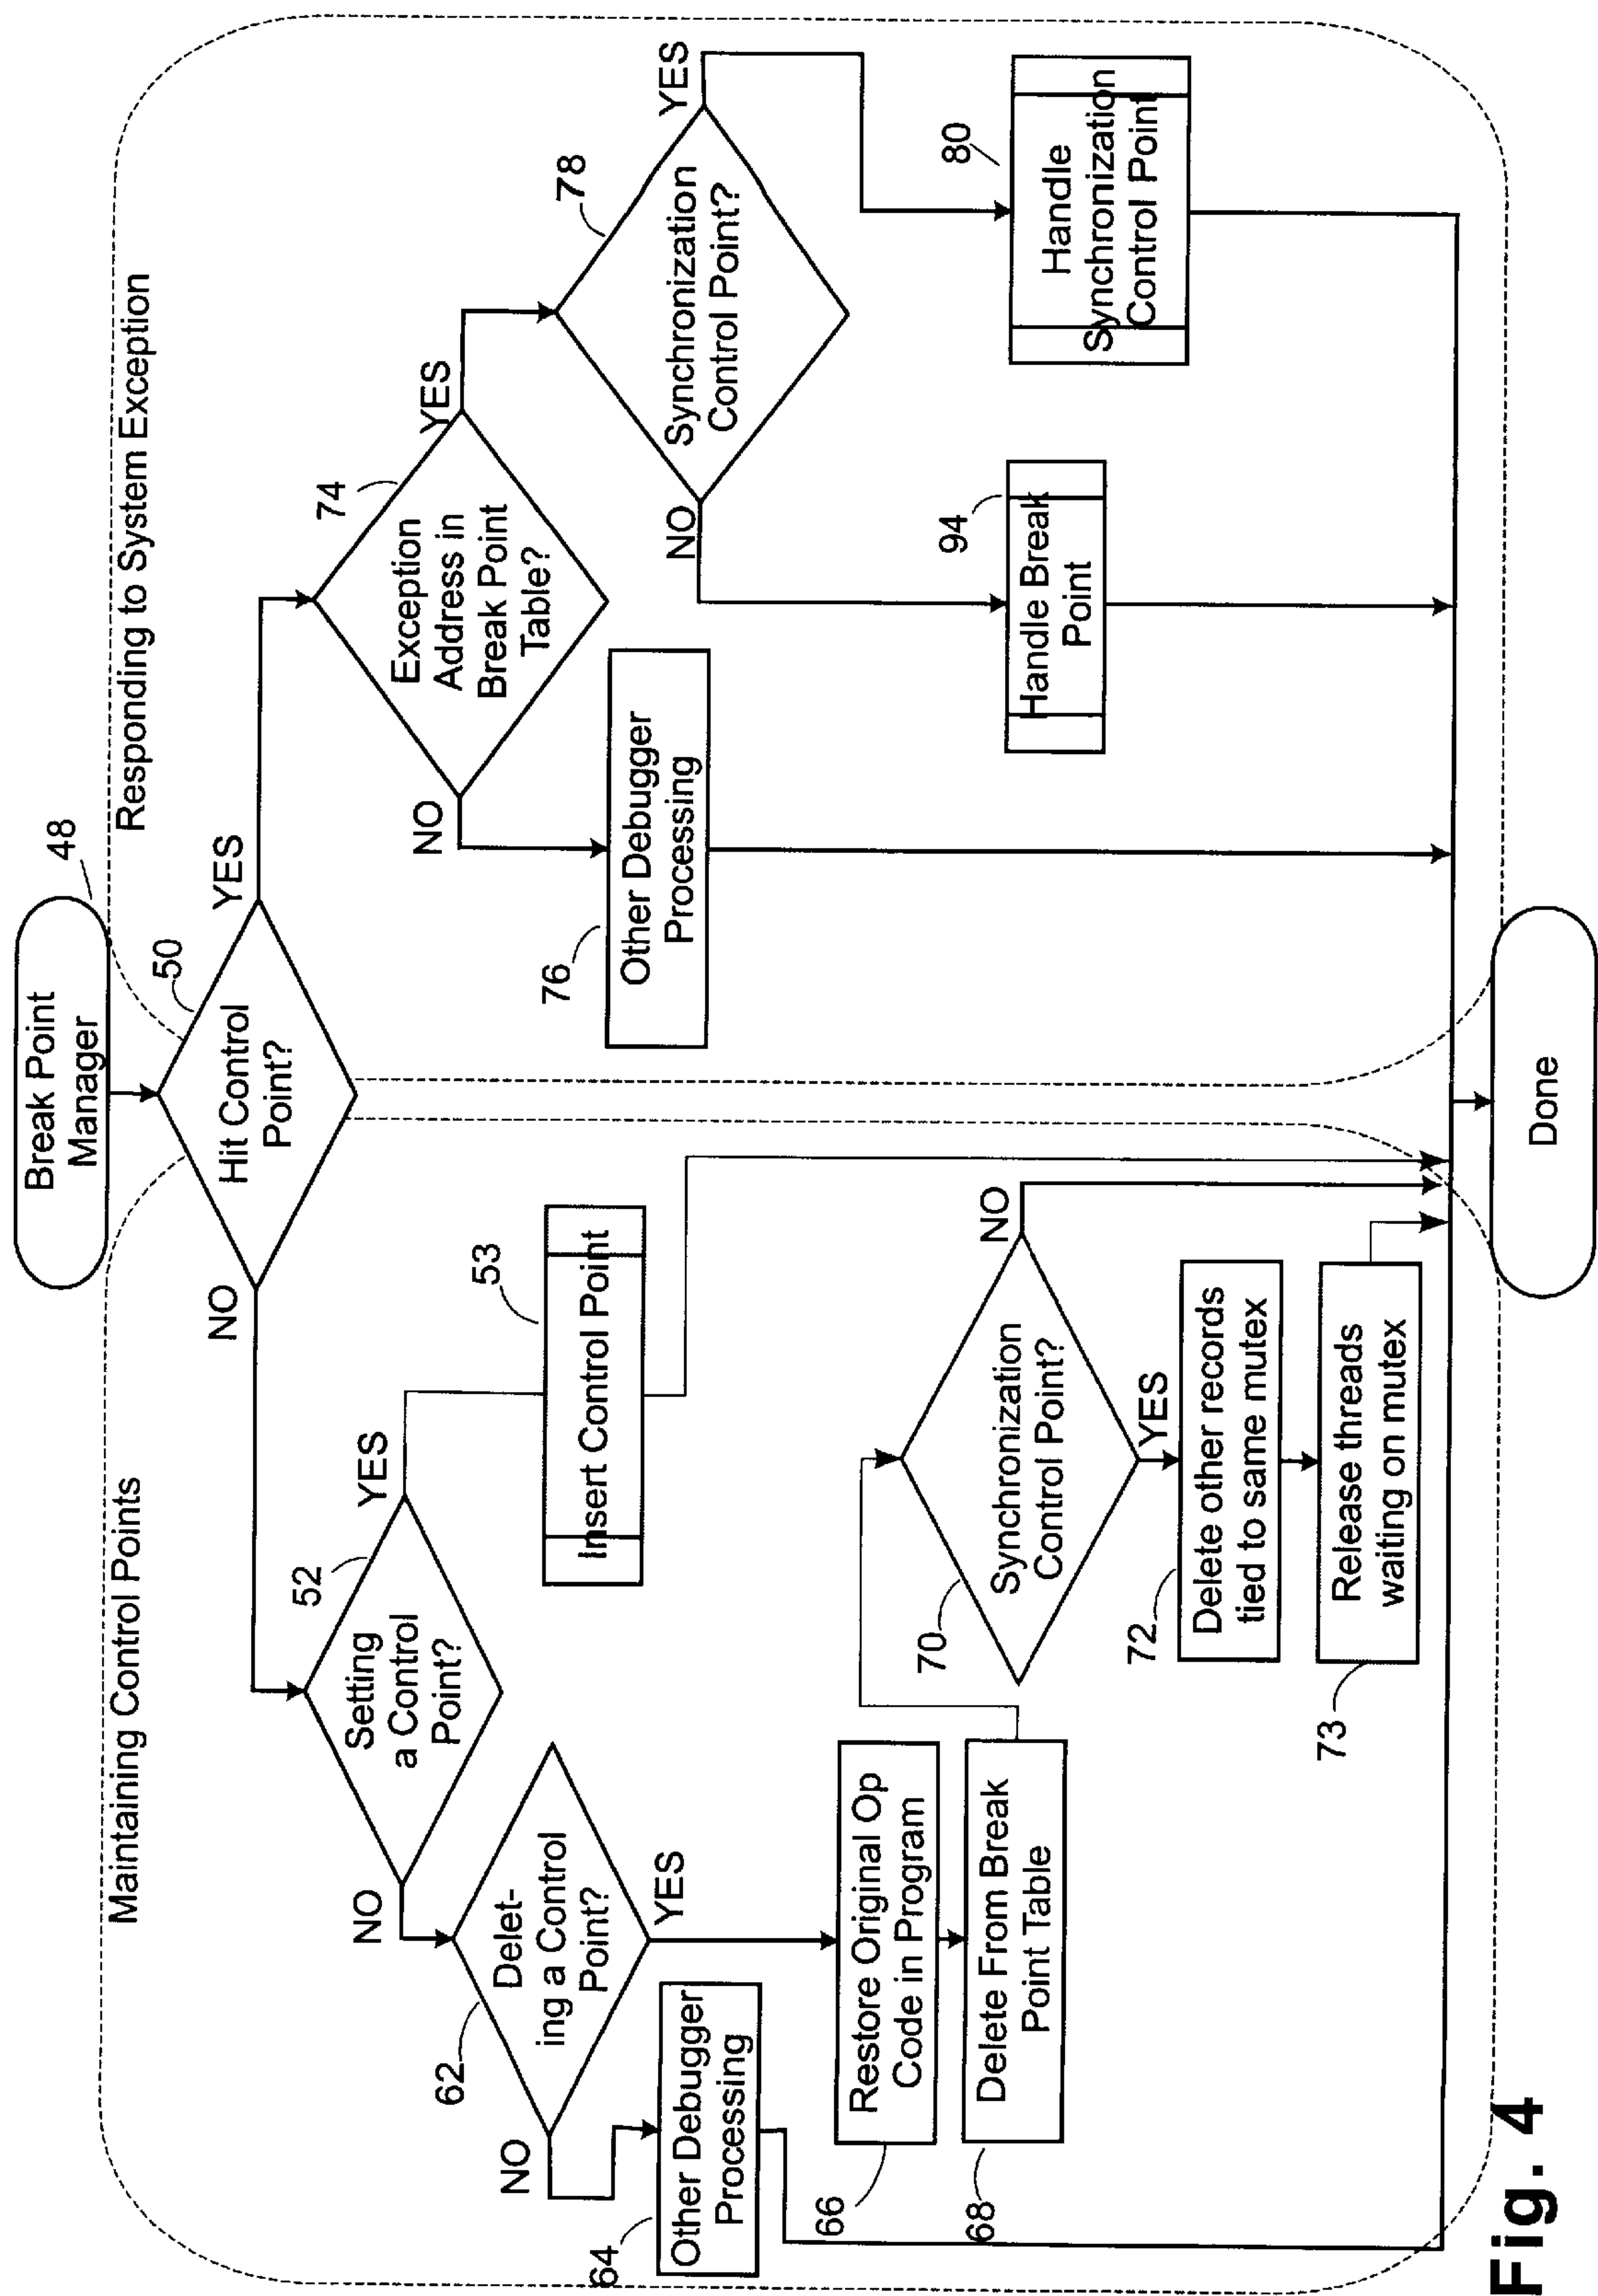 Break Point
Manager
48
Maintaining Control Points
Responding to System Exception
50
Hit Control
Point?
NO
YES
52
Setting
a Control
Point?
NO
YES
74
Exception
Address in
Break Point
Table?
NO
YES
62
Delet-
ing a Control
Point?
NO
YES
53
Insert Control Point
76
Other Debugger
Processing
78
Synchronization
Control Point?
NO
YES
64
Other Debugger
Processing
66
Restore Original Op
Code in Program
68
Delete From Break
Point Table
70
Synchronization
Control Point?
NO
YES
72
Delete other records
tied to same mutex
73
Release threads
waiting on mutex
94
Handle Break
Point
80
Handle
Synchronization
Control Point
Done
Fig. 4